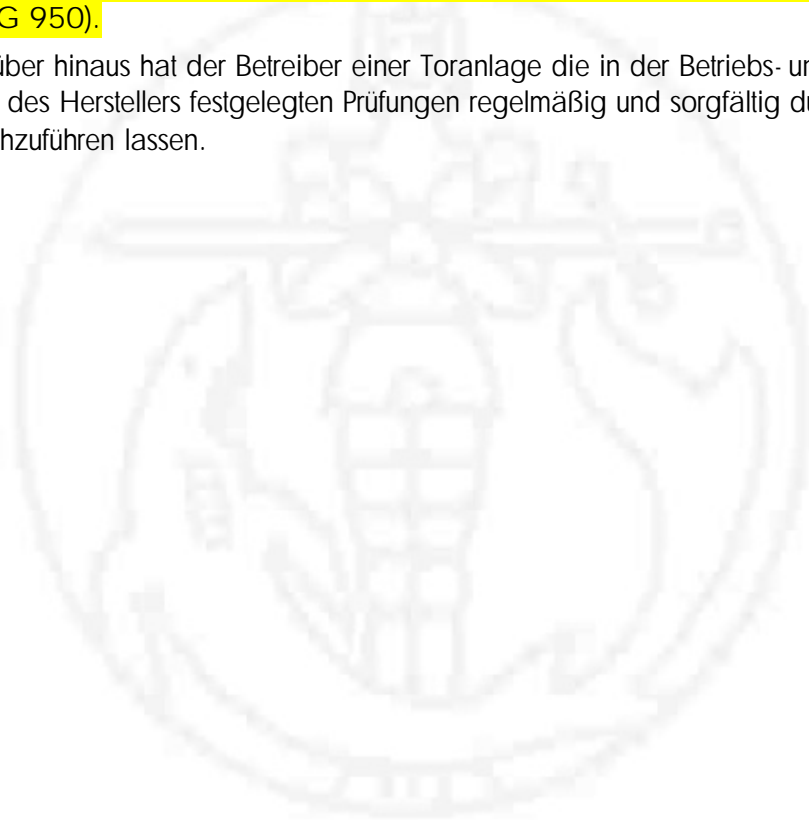 G 950).
über hinaus hat der Betreiber einer Toranlage die in der Betriebs- un
des Herstellers festgelegten Prüfungen regelmäßig und sorgfältig du
hzuführen lassen.